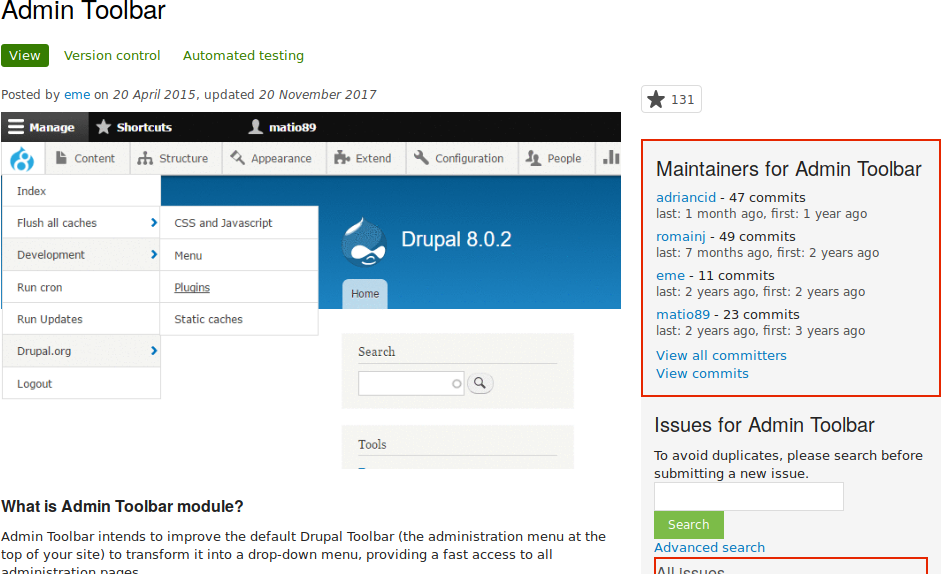 Admin Toolbar
View Version control Automated testing
Posted by eme on 20 April 2015, updated 20 November 2017
Manage Shortcuts matio89
Content Structure Appearance Extend Configuration People
Index
Flush all caches
Development
Run cron
Run Updates
Drupal.org
Logout
CSS and Javascript
Menu
Plugins
Static caches
Drupal 8.0.2
Home
Search
Tools
What is Admin Toolbar module?
Admin Toolbar intends to improve the default Drupal Toolbar (the administration menu at the
top of your site) to transform it into a drop-down menu, providing a fast access to all
administration pages.
131
Maintainers for Admin Toolbar
adriancid - 47 commits
last: 1 month ago, first: 1 year ago
romainj - 49 commits
last: 7 months ago, first: 2 years ago
eme - 11 commits
last: 2 years ago, first: 2 years ago
matio89 - 23 commits
last: 2 years ago, first: 3 years ago
View all committers
View commits
Issues for Admin Toolbar
To avoid duplicates, please search before
submitting a new issue.
Search
Advanced search
All issues